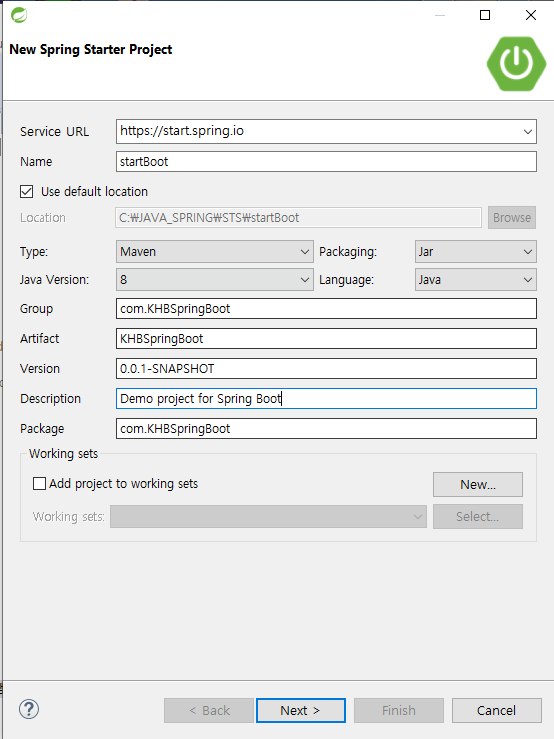 New Spring Starter Project
Service URL https://start.spring.io
Name startBoot
Use default location
Location C:₩JAVA_SPRING₩STS₩startBoot Browse
Type: Maven Packaging: Jar
Java Version: 8 Language: Java
Group com.KHBSpringBoot
Artifact KHBSpringBoot
Version 0.0.1-SNAPSHOT
Description Demo project for Spring Boot
Package com.KHBSpringBoot
Working sets
Add project to working sets New...
Working sets: Select...
? < Back Next > Finish Cancel